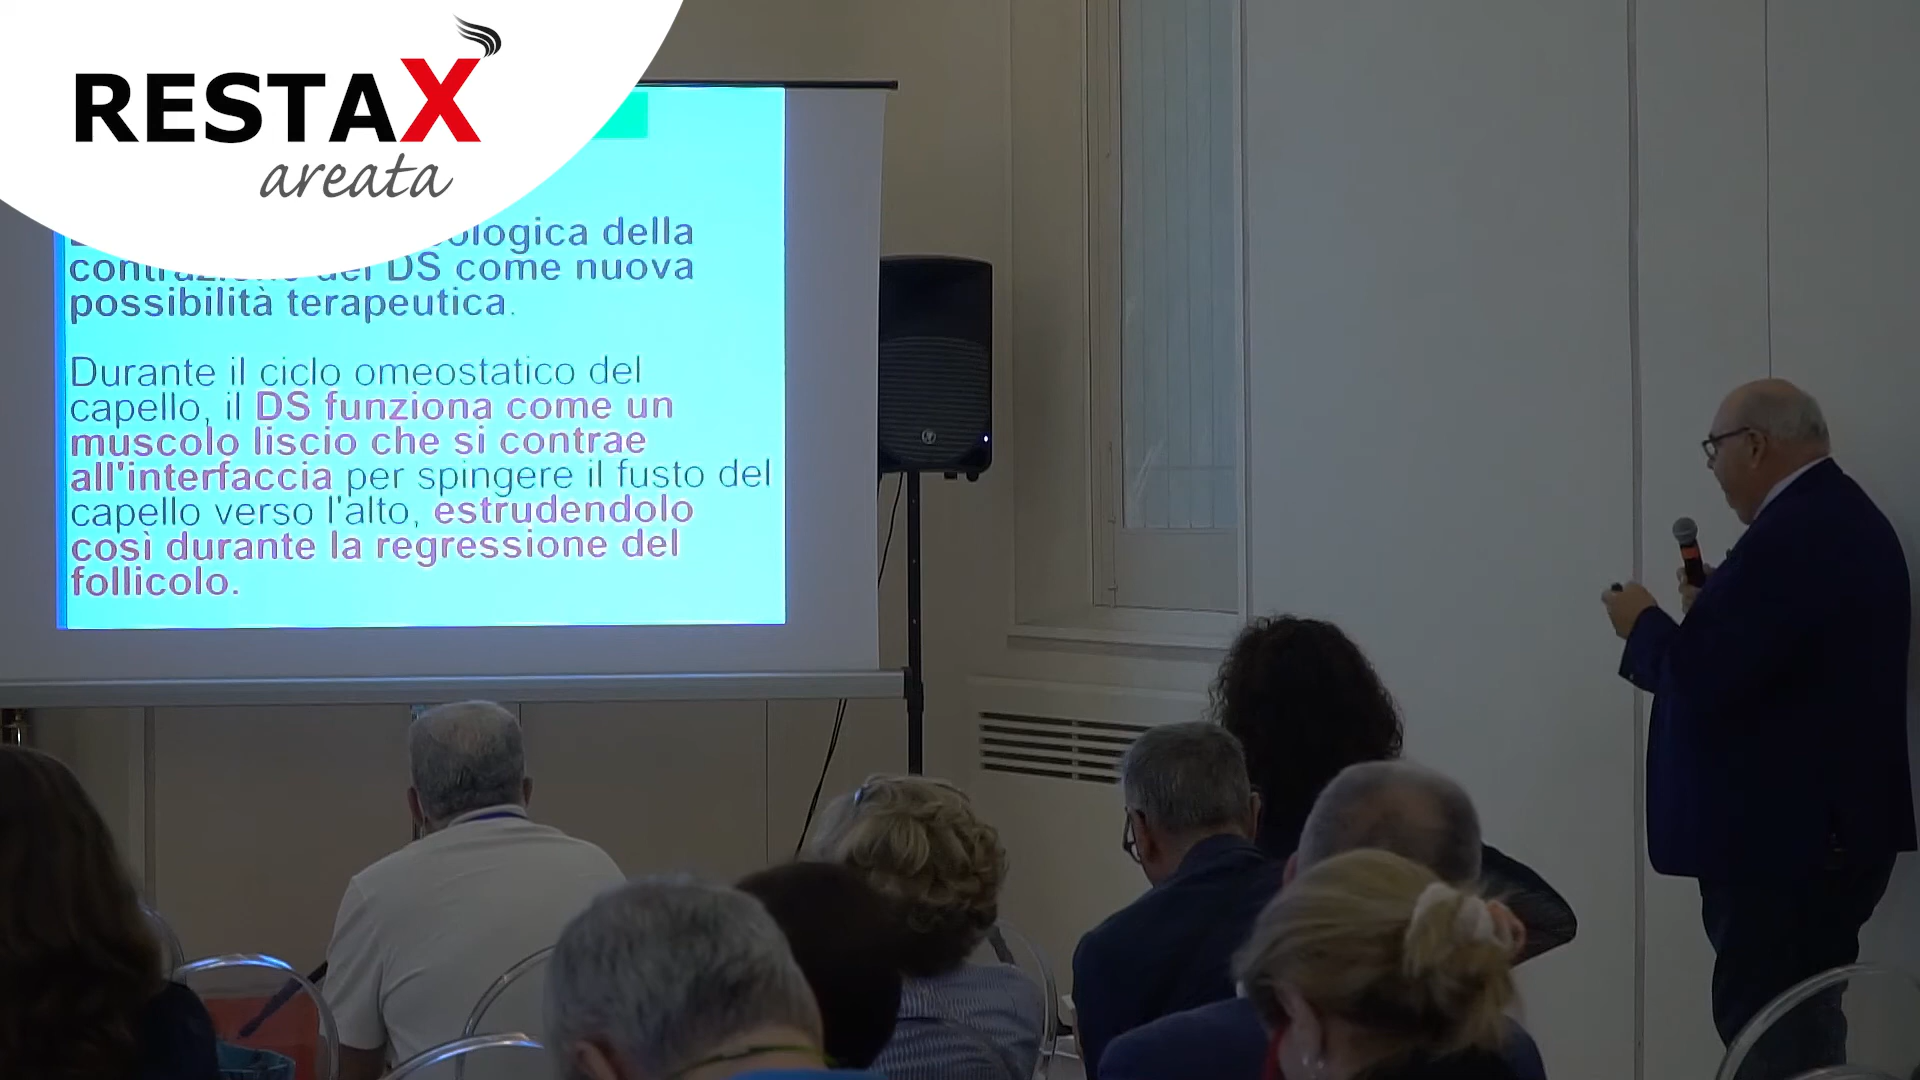 RESTAX
areata
ologica della
contrazione del DS come nuova
possibilità terapeutica.
Durante il ciclo omeostatico del
capello, il DS funziona come un
muscolo liscio che si contrae
all'interfaccia per spingere il fusto del
capello verso l'alto, estrudendolo
così durante la regressione del
follicolo.